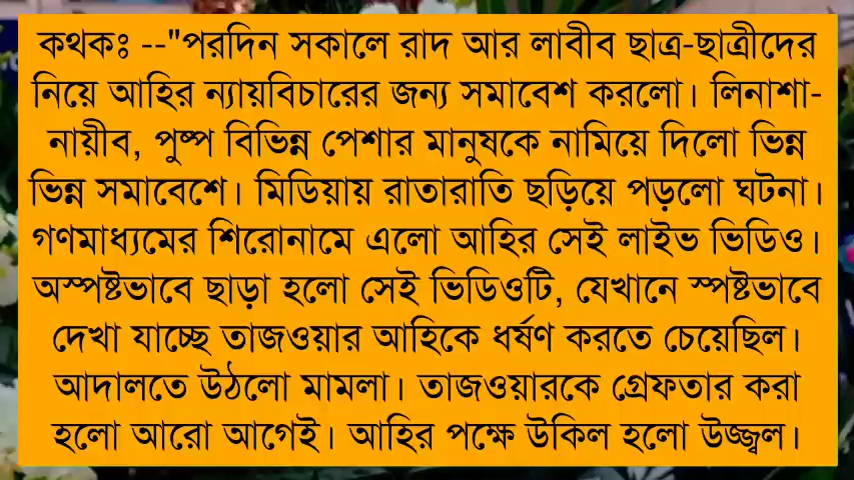 কথকঃ --"পরদিন সকালে রাদ আর লাবীব ছাত্র-ছাত্রীদের
নিয়ে আহির ন্যায়বিচারের জন্য সমাবেশ করলো। লিনাশা-
নায়ীব, পুষ্প বিভিন্ন পেশার মানুষকে নামিয়ে দিলো ভিন্ন
ভিন্ন সমাবেশে। মিডিয়ায় রাতারাতি ছড়িয়ে পড়লো ঘটনা।
গণমাধ্যমের শিরোনামে এলো আহির সেই লাইভ ভিডিও।
অস্পষ্টভাবে ছাড়া হলো সেই ভিডিওটি, যেখানে স্পষ্টভাবে
দেখা যাচ্ছে তাজওয়ার আহিকে ধর্ষণ করতে চেয়েছিল।
আদালতে উঠলো মামলা। তাজওয়ারকে গ্রেফতার করা
হলো আরো আগেই। আহির পক্ষে উকিল হলো উজ্জ্বল।